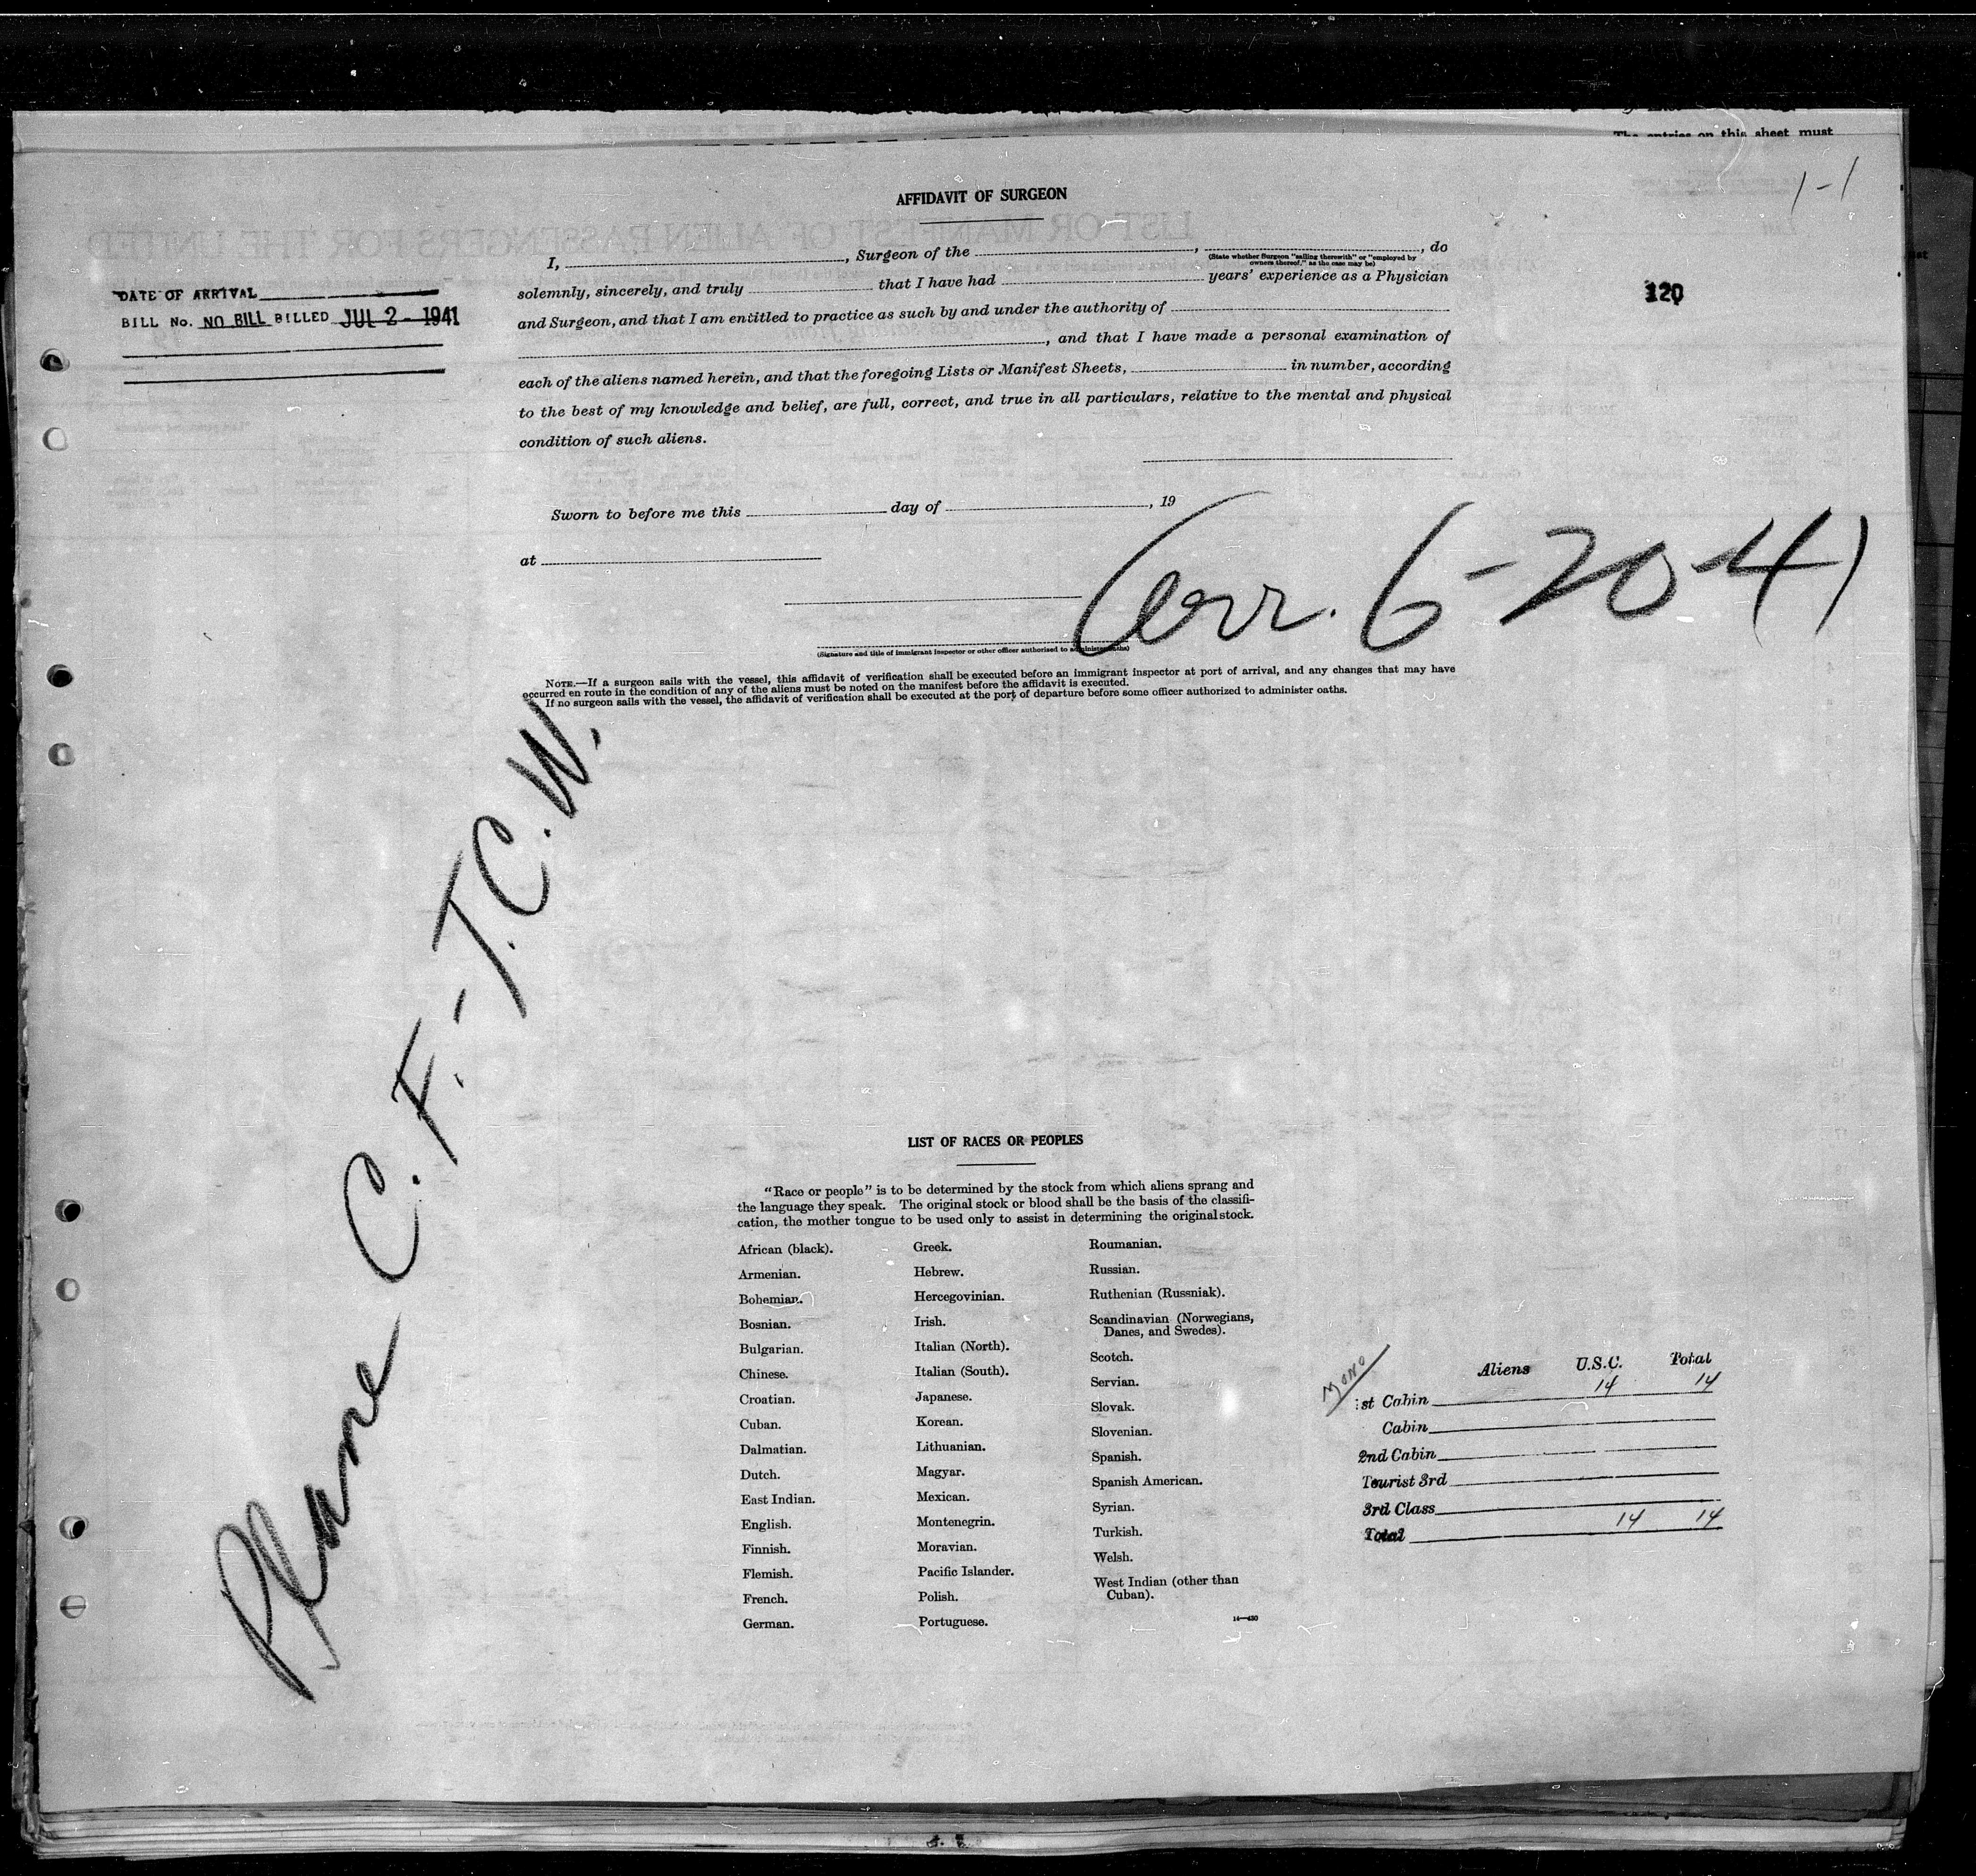 The entries on this sheet must
1-1
AFFIDAVIT OF SURGEON
I, , Surgeon of the , , do
(State whether Surgeon "sailing therewith" or "employed by
owners thereof," as the case may be)
solemnly, sincerely, and truly that I have had years' experience as a Physician
and Surgeon, and that I am entitled to practice as such by and under the authority of
, and that I have made a personal examination of
each of the aliens named herein, and that the foregoing Lists or Manifest Sheets, in number, according
to the best of my knowledge and belief, are full, correct, and true in all particulars, relative to the mental and physical
condition of such aliens.
DATE OF ARRIVAL
BILL No. NO BILL BILLED JUL 2 - 1941
120
Sworn to before me this day of , 19
at
arr. 6-20-41
(Signature and title of immigrant inspector or other officer authorised to administer oaths)
NOTE.—If a surgeon sails with the vessel, this affidavit of verification shall be executed before an immigrant inspector at port of arrival, and any changes that may have
occurred en route in the condition of any of the aliens must be noted on the manifest before the affidavit is executed.
If no surgeon sails with the vessel, the affidavit of verification shall be executed at the port of departure before some officer authorized to administer oaths.
Plane C.F.-T.C.W.
LIST OF RACES OR PEOPLES
"Race or people" is to be determined by the stock from which aliens sprang and
the language they speak. The original stock or blood shall be the basis of the classifi-
cation, the mother tongue to be used only to assist in determining the original stock.
African (black).
Armenian.
Bohemian.
Bosnian.
Bulgarian.
Chinese.
Croatian.
Cuban.
Dalmatian.
Dutch.
East Indian.
English.
Finnish.
Flemish.
French.
German.
Greek.
Hebrew.
Hercegovinian.
Irish.
Italian (North).
Italian (South).
Japanese.
Korean.
Lithuanian.
Magyar.
Mexican.
Montenegrin.
Moravian.
Pacific Islander.
Polish.
Portuguese.
Roumanian.
Russian.
Ruthenian (Russniak).
Scandinavian (Norwegians,
Danes, and Swedes).
Scotch.
Servian.
Slovak.
Slovenian.
Spanish.
Spanish American.
Syrian.
Turkish.
Welsh.
West Indian (other than
Cuban).
14—430
Aliens U.S.C. Total
1st Cabin 14 14
Cabin
2nd Cabin
Tourist 3rd
3rd Class
Total 14 14